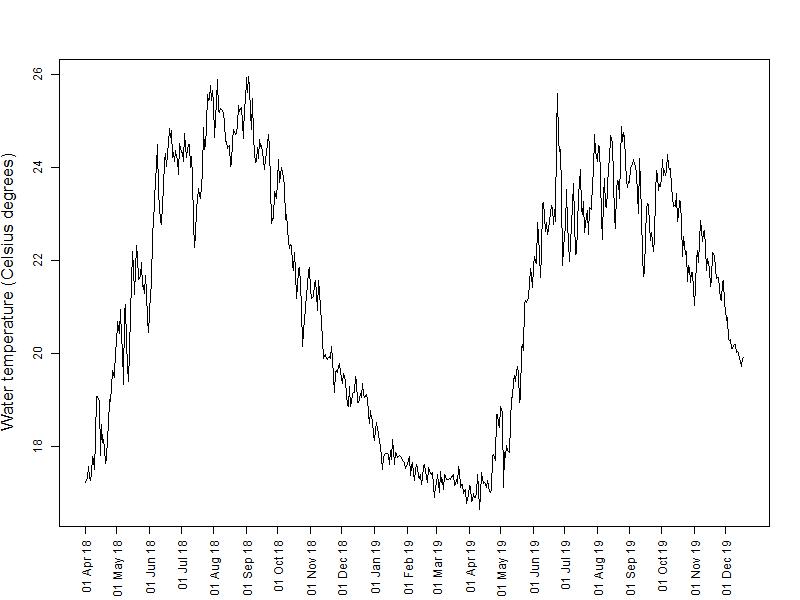 Water temperature (Celsius degrees)
26
24
22
20
18
01 Apr 18
01 May 18
01 Jun 18
01 Jul 18
01 Aug 18
01 Sep 18
01 Oct 18
01 Nov 18
01 Dec 18
01 Jan 19
01 Feb 19
01 Mar 19
01 Apr 19
01 May 19
01 Jun 19
01 Jul 19
01 Aug 19
01 Sep 19
01 Oct 19
01 Nov 19
01 Dec 19